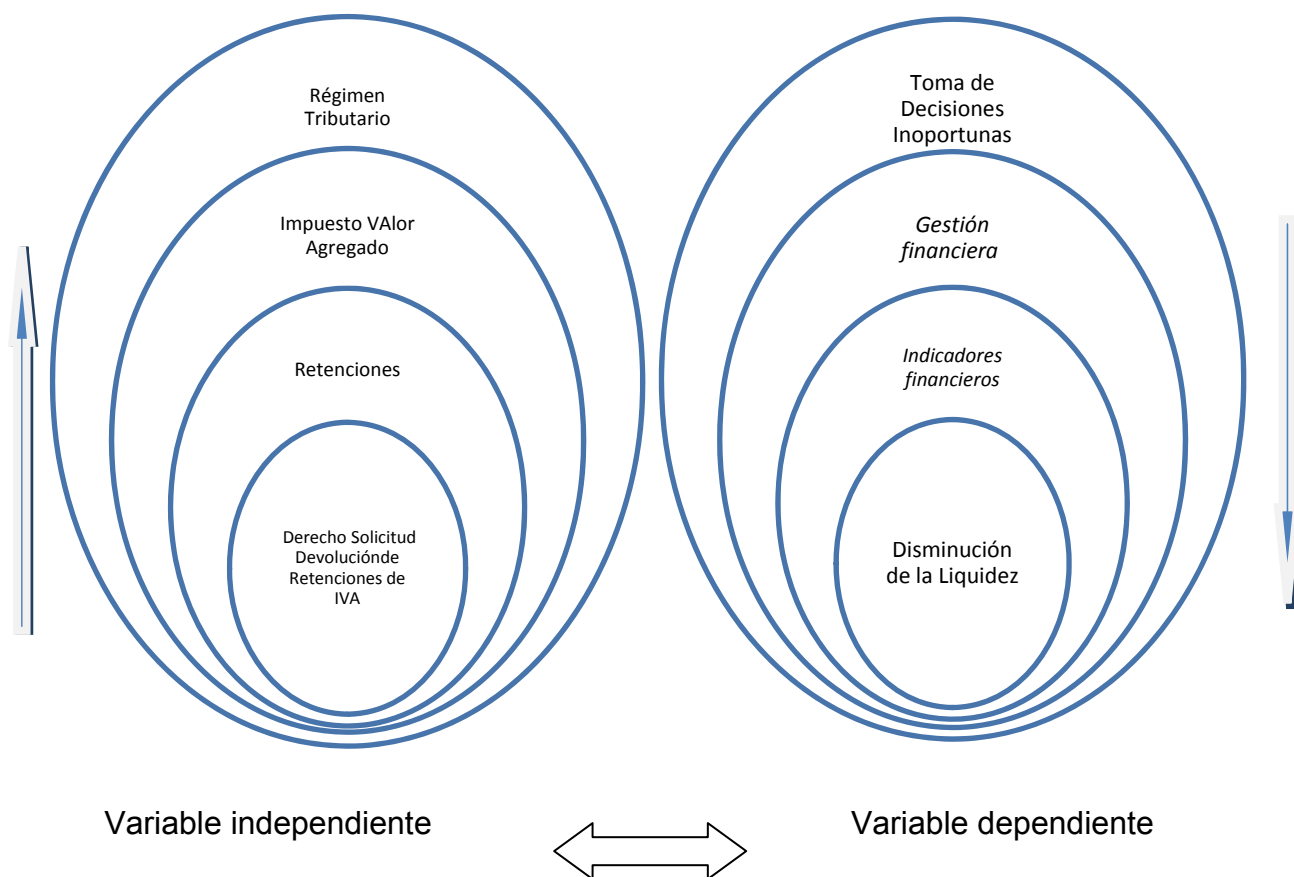 Régimen
Tributario
Impuesto VAlor
Agregado
Retenciones
Derecho Solicitud
Devoluciónde
Retenciones de
IVA
Toma de
Decisiones
Inoportunas
Gestión
financiera
Indicadores
financieros
Disminución
de la Liquidez
Variable independiente
Variable dependiente